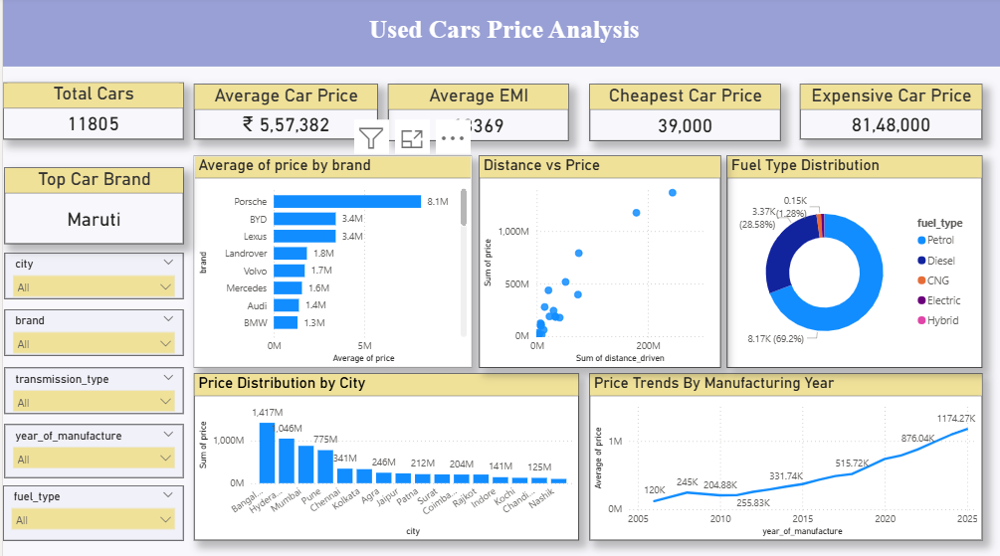 Used Cars Price Analysis
Total Cars
11805
Average Car Price
₹ 5,57,382
Average EMI
369
Cheapest Car Price
39,000
Expensive Car Price
81,48,000
Top Car Brand
Maruti
city
All
brand
All
transmission_type
All
year_of_manufacture
All
fuel_type
All
Average of price by brand
brand
Porsche 8.1M
BYD 3.4M
Lexus 3.4M
Landrover 1.8M
Volvo 1.7M
Mercedes 1.6M
Audi 1.4M
BMW 1.3M
0M 5M
Average of price
Distance vs Price
Sum of price
1,000M
500M
0M
0M 200M
Sum of distance_driven
Fuel Type Distribution
0.15K
(1.28%)
3.37K
(28.58%)
8.17K (69.2%)
fuel_type
Petrol
Diesel
CNG
Electric
Hybrid
Price Distribution by City
Sum of price
1,000M
0M
1,417M ,046M 775M 341M 246M 212M 204M 141M 125M
Bangal... Hydera... Mumbai Pune Chennai Kolkata Agra Jaipur Patna Surat Coimba... Rajkot Indore Kochi Chandi... Nashik
city
Price Trends By Manufacturing Year
Average of price
1M
0M
120K 245K 204.88K 255.83K 331.74K 515.72K 876.04K 1174.27K
2005 2010 2015 2020 2025
year_of_manufacture